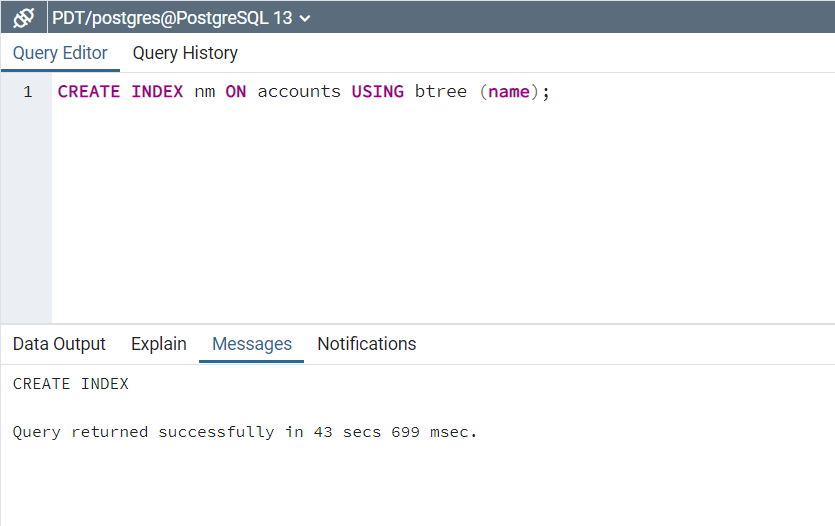 PDT/postgres@PostgreSQL 13
Query Editor Query History
1 CREATE INDEX nm ON accounts USING btree (name);
Data Output Explain Messages Notifications
CREATE INDEX
Query returned successfully in 43 secs 699 msec.